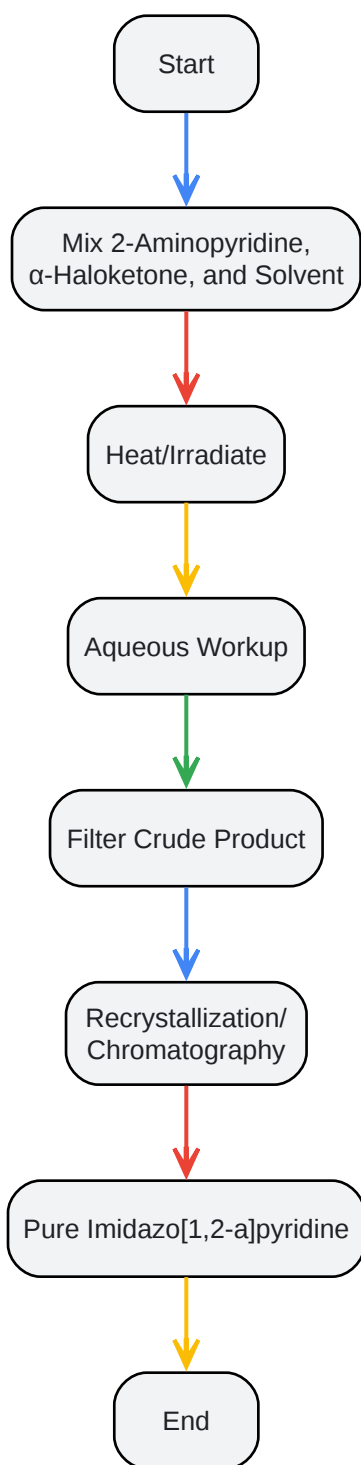 Start
Mix 2-Aminopyridine,
α-Haloketone, and Solvent
Heat/Irradiate
Aqueous Workup
Filter Crude Product
Recrystallization/
Chromatography
Pure Imidazo[1,2-a]pyridine
End